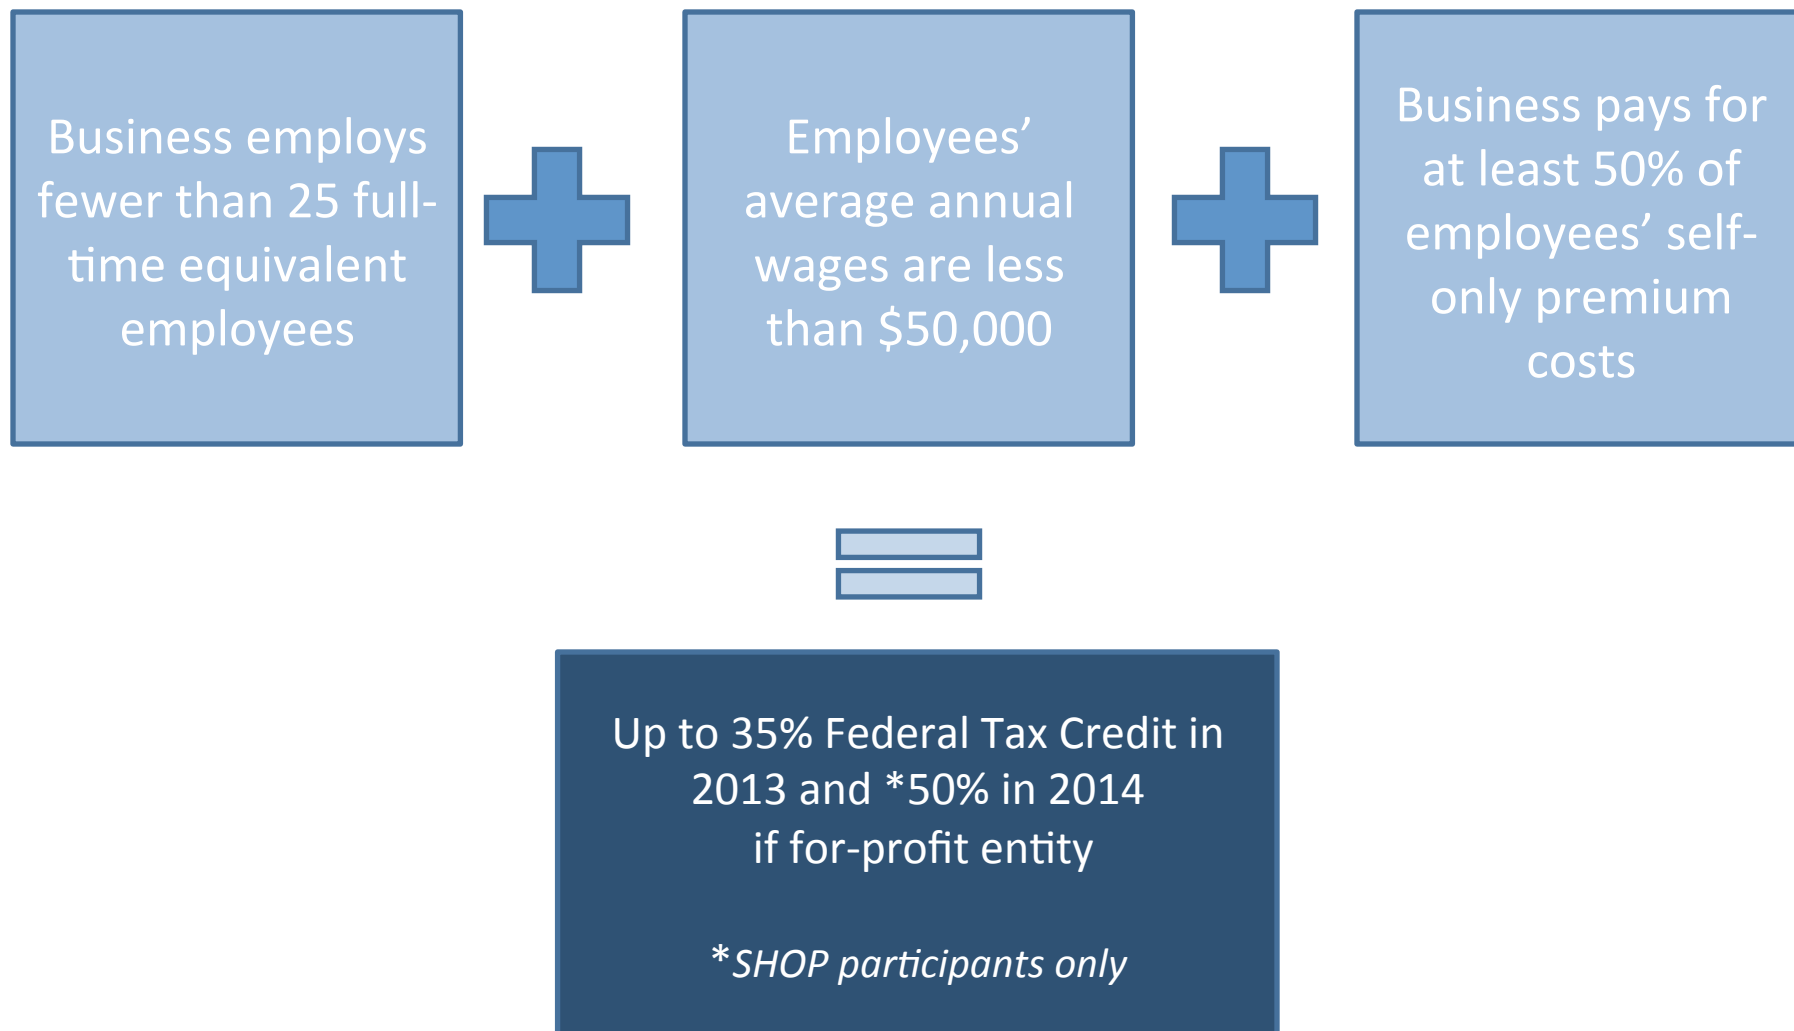 Business employs
fewer than 25 full-
time equivalent
employees
Employees’
average annual
wages are less
than $50,000
Business pays for
at least 50% of
employees’ self-
only premium
costs
Up to 35% Federal Tax Credit in
2013 and *50% in 2014
if for-profit entity
*SHOP participants only